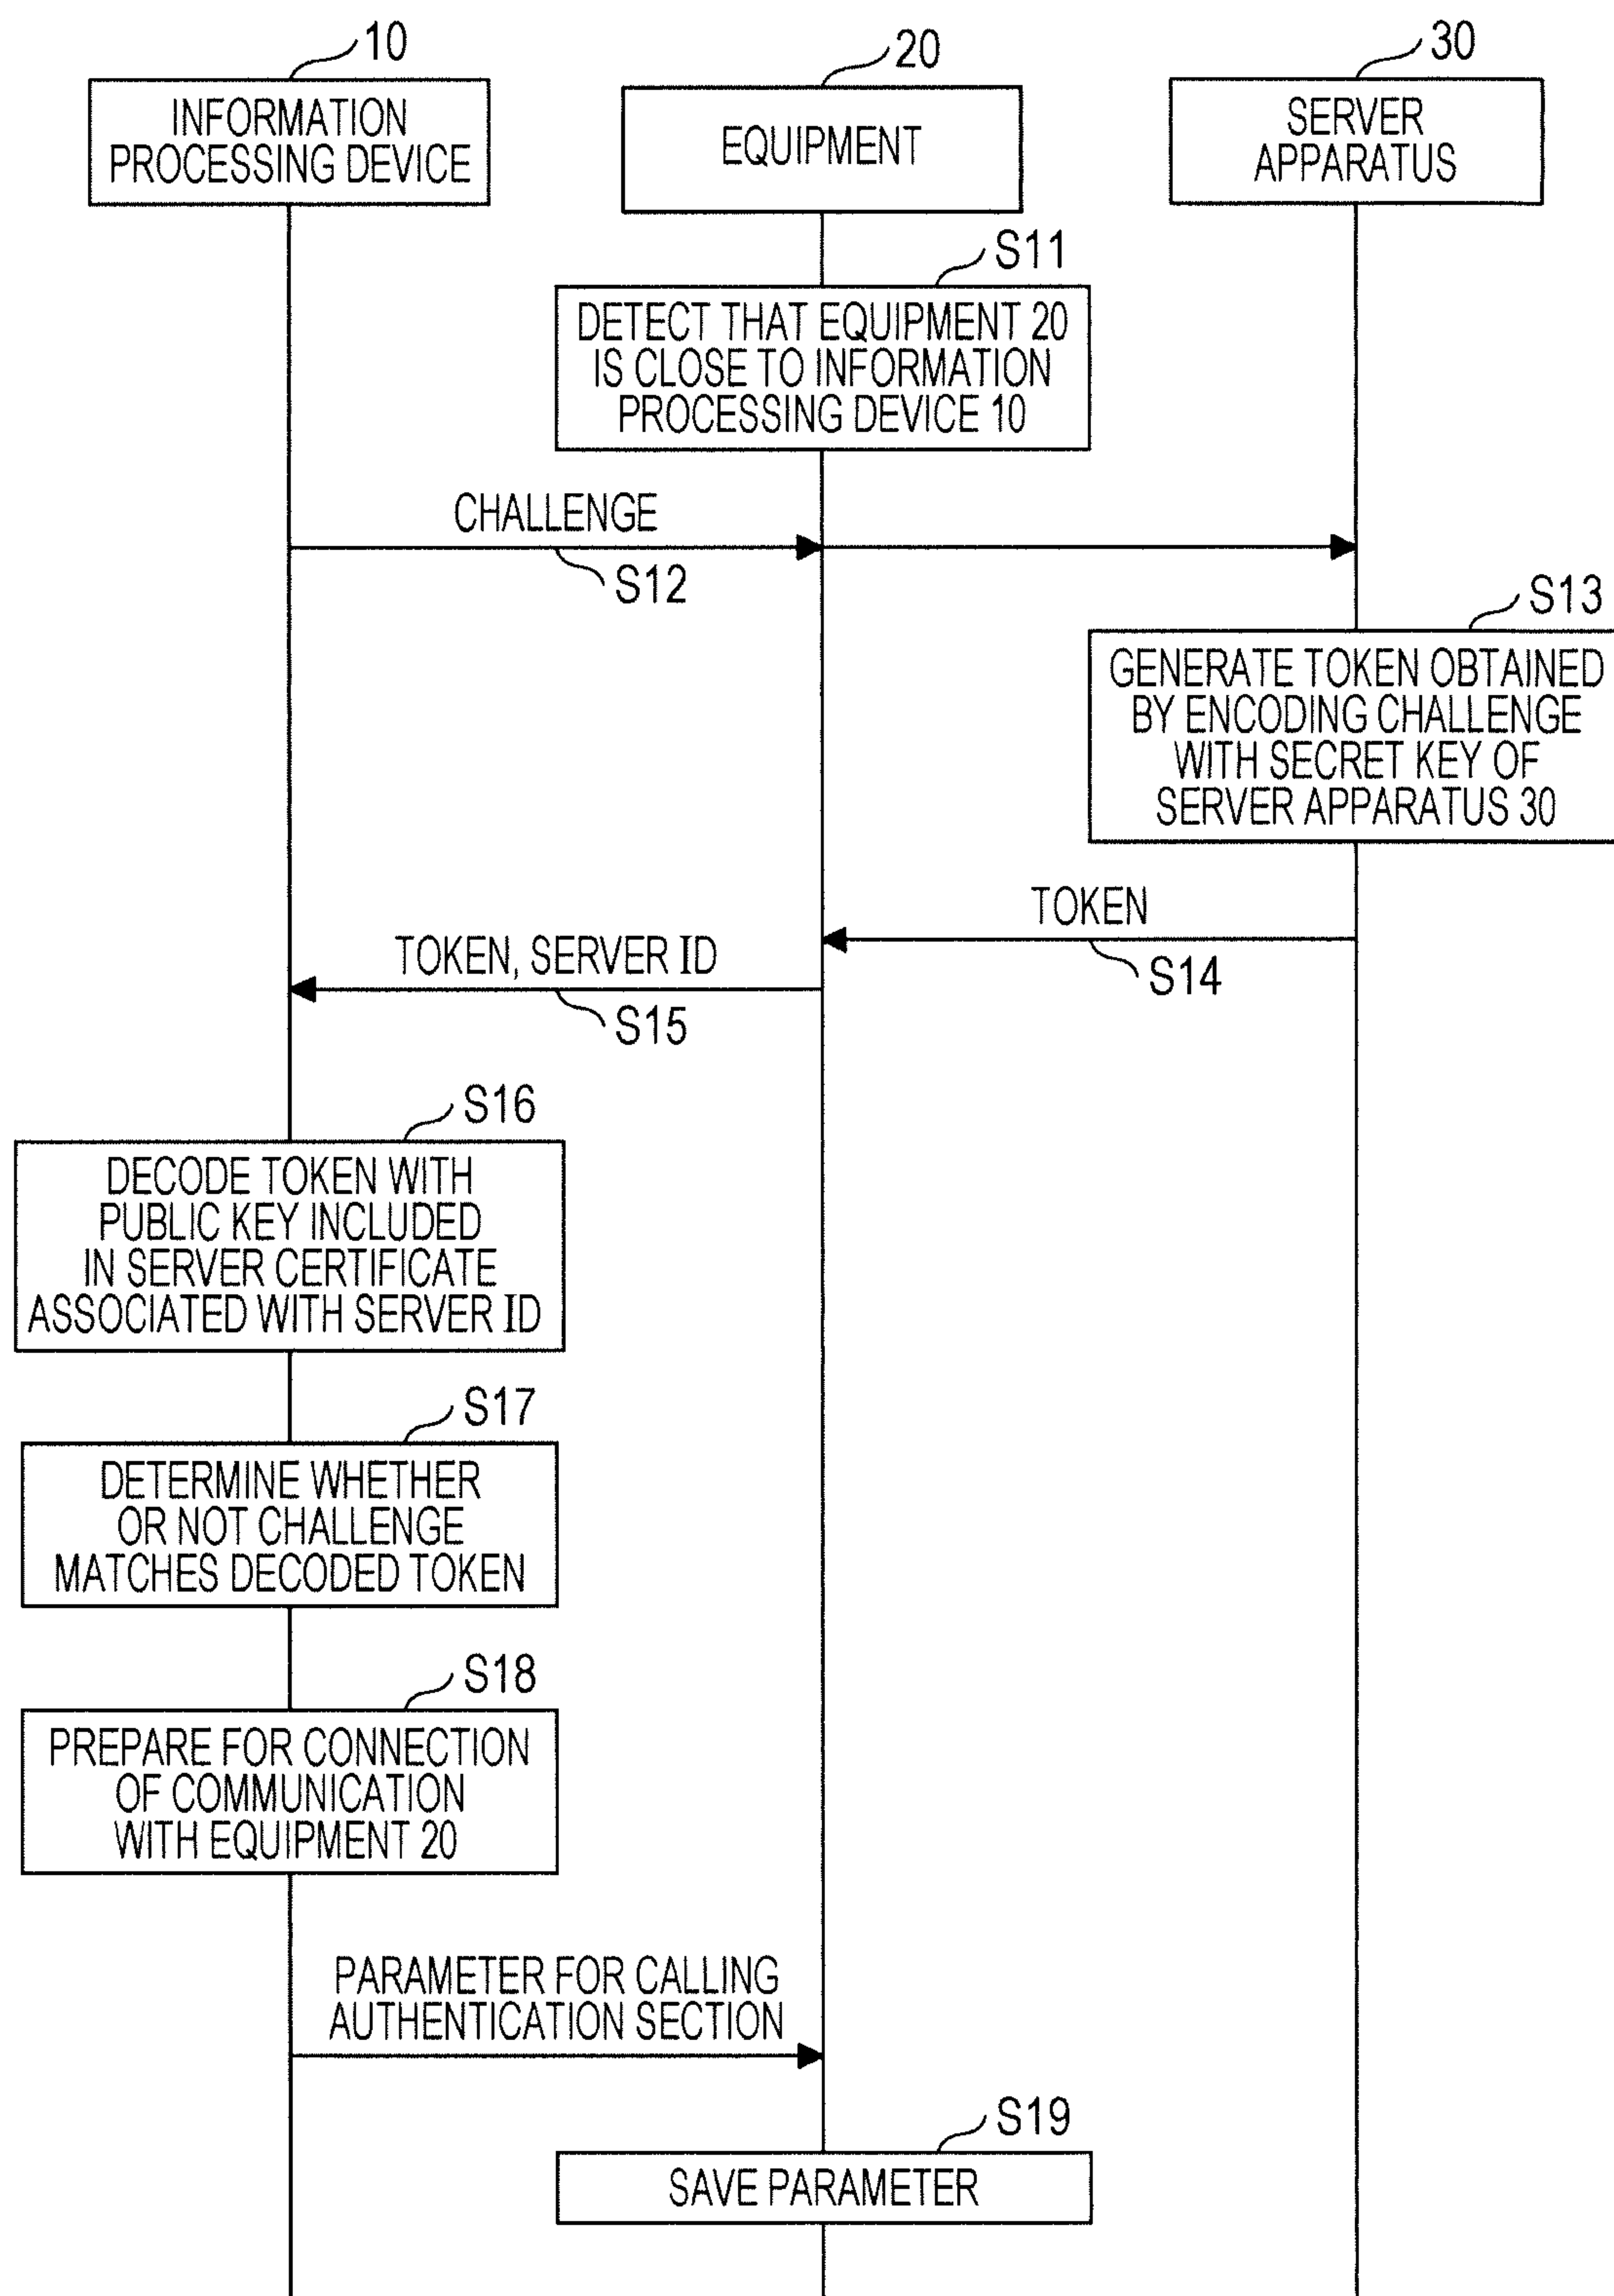 10
20
30
INFORMATION
PROCESSING DEVICE
EQUIPMENT
SERVER
APPARATUS
S11
DETECT THAT EQUIPMENT 20
IS CLOSE TO INFORMATION
PROCESSING DEVICE 10
CHALLENGE
S12
S13
GENERATE TOKEN OBTAINED
BY ENCODING CHALLENGE
WITH SECRET KEY OF
SERVER APPARATUS 30
TOKEN
S14
TOKEN, SERVER ID
S15
S16
DECODE TOKEN WITH
PUBLIC KEY INCLUDED
IN SERVER CERTIFICATE
ASSOCIATED WITH SERVER ID
S17
DETERMINE WHETHER
OR NOT CHALLENGE
MATCHES DECODED TOKEN
S18
PREPARE FOR CONNECTION
OF COMMUNICATION
WITH EQUIPMENT 20
PARAMETER FOR CALLING
AUTHENTICATION SECTION
S19
SAVE PARAMETER